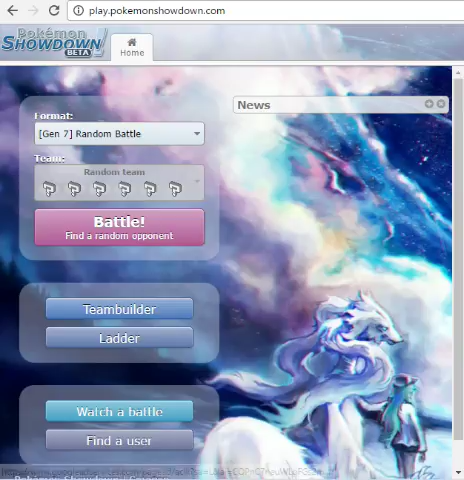 play.pokemonshowdown.com
Pokémon
SHOWDOWN!
BETA
Home
Format:
[Gen 7] Random Battle
Team:
Random team
Battle!
Find a random opponent
News
Teambuilder
Ladder
Watch a battle
Find a user